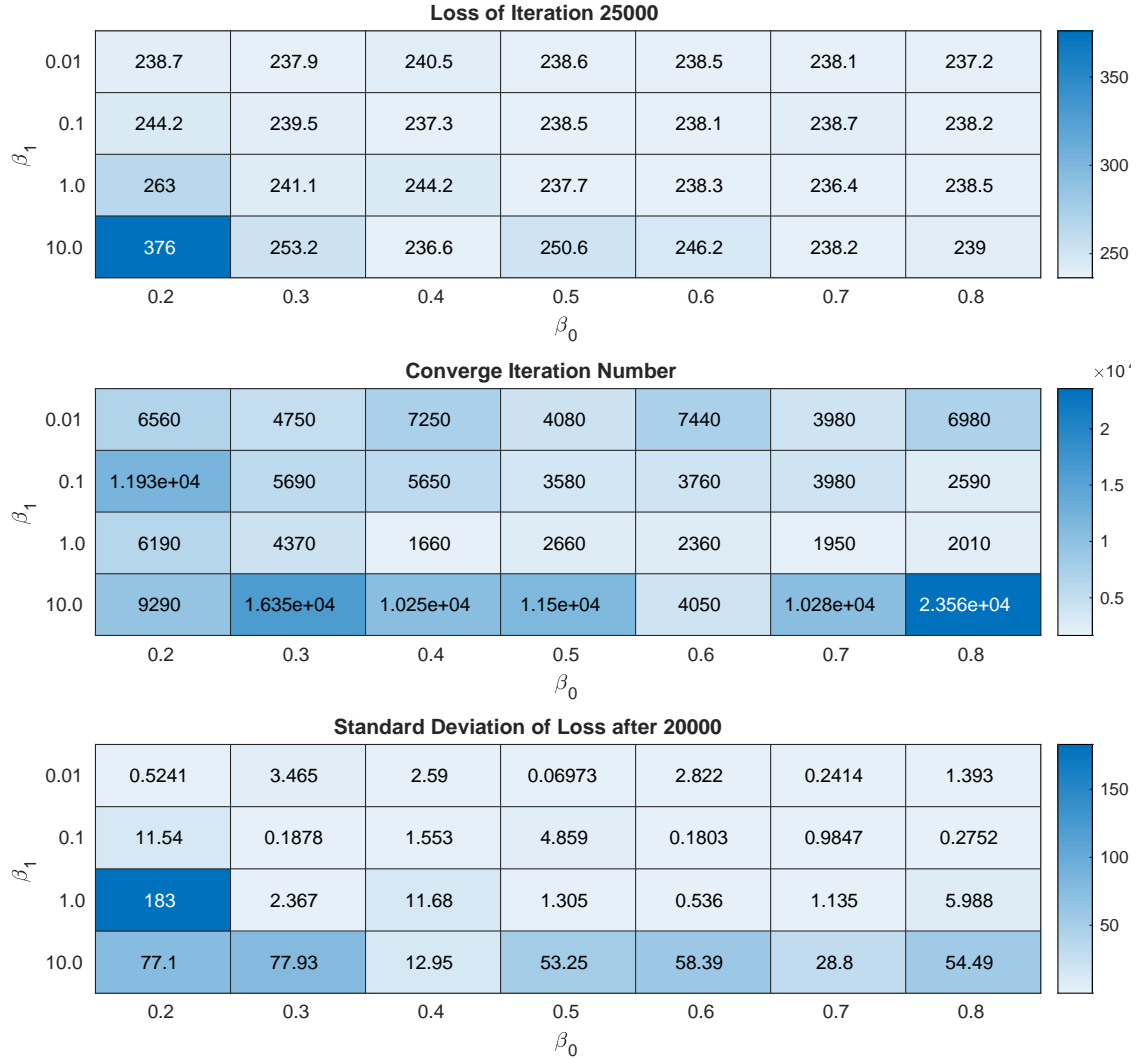 Loss of Iteration 25000
0.01 238.7 237.9 240.5 238.6 238.5 238.1 237.2
0.1 244.2 239.5 237.3 238.5 238.1 238.7 238.2
1.0 263 241.1 244.2 237.7 238.3 236.4 238.5
10.0 376 253.2 236.6 250.6 246.2 238.2 239
β1
0.2 0.3 0.4 0.5 0.6 0.7 0.8
β0
350
300
250
Converge Iteration Number
×10
0.01 6560 4750 7250 4080 7440 3980 6980
0.1 1.193e+04 5690 5650 3580 3760 3980 2590
1.0 6190 4370 1660 2660 2360 1950 2010
10.0 9290 1.635e+04 1.025e+04 1.15e+04 4050 1.028e+04 2.356e+04
β1
0.2 0.3 0.4 0.5 0.6 0.7 0.8
β0
2
1.5
1
0.5
Standard Deviation of Loss after 20000
0.01 0.5241 3.465 2.59 0.06973 2.822 0.2414 1.393
0.1 11.54 0.1878 1.553 4.859 0.1803 0.9847 0.2752
1.0 183 2.367 11.68 1.305 0.536 1.135 5.988
10.0 77.1 77.93 12.95 53.25 58.39 28.8 54.49
β1
0.2 0.3 0.4 0.5 0.6 0.7 0.8
β0
150
100
50